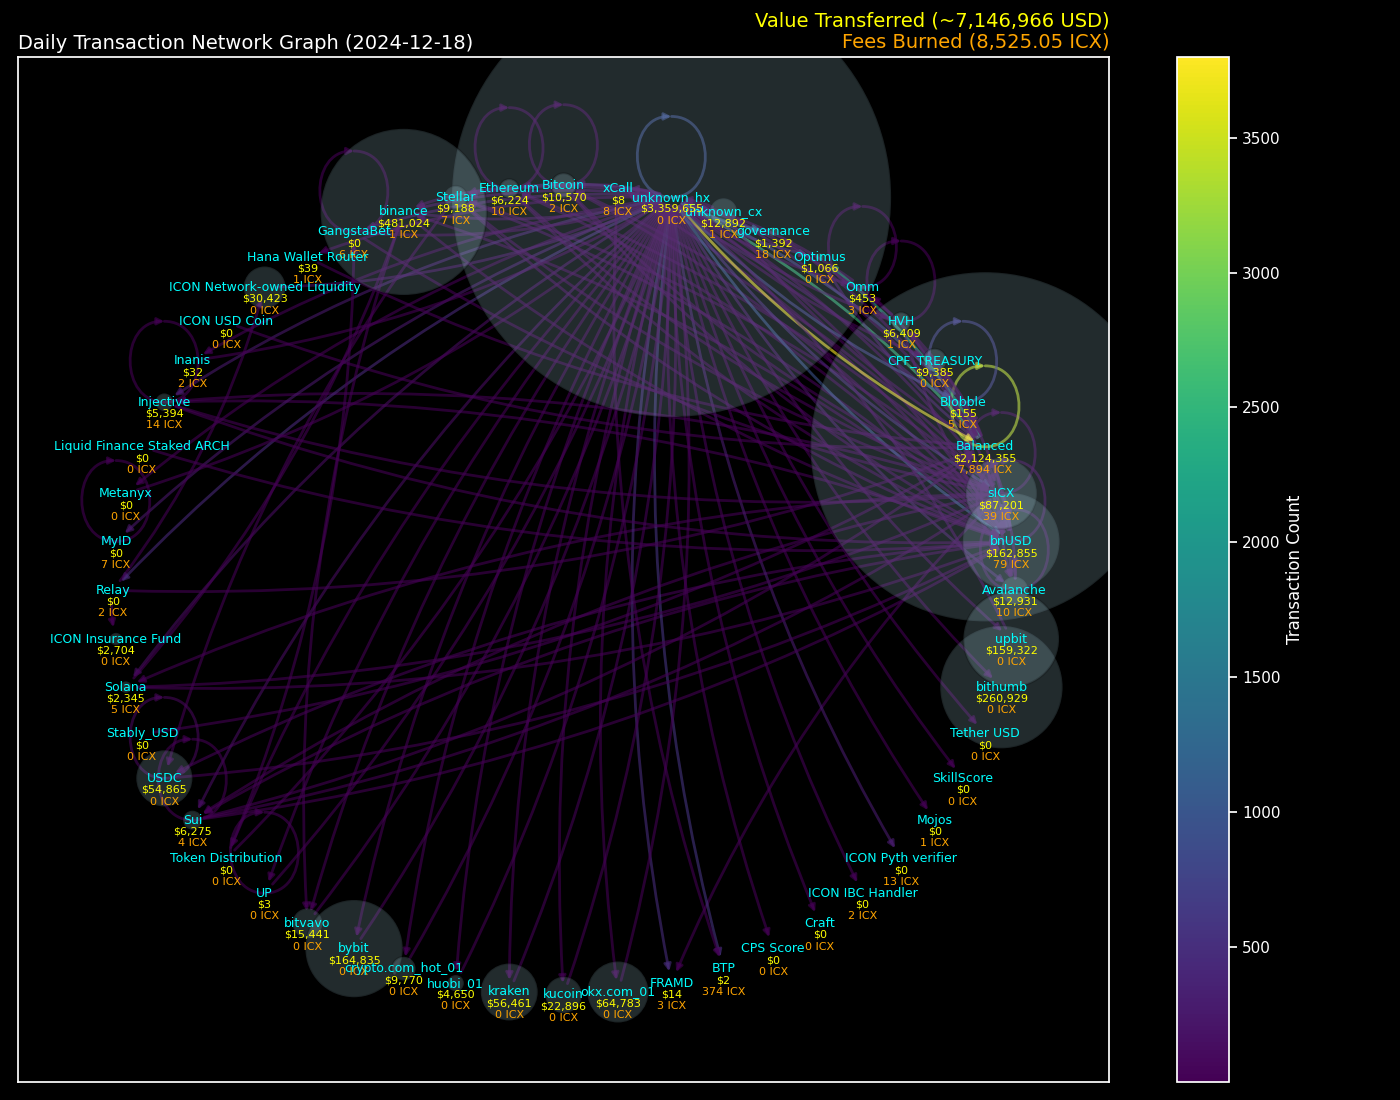 Value Transferred (~7,146,966 USD)
Daily Transaction Network Graph (2024-12-18)
Fees Burned (8,525.05 ICX)
Ethereum
$6,224
10 ICX
Bitcoin
$10,570
2 ICX
xCall
$8
8 ICX
unknown_hx
$3,359,655
0 ICX
Stellar
$9,188
7 ICX
unknown_cx
$12,892
1 ICX
binance
$481,024
1 ICX
governance
$1,392
18 ICX
GangstaBet
$0
6 ICX
Optimus
$1,066
0 ICX
Hana Wallet Router
$39
1 ICX
Omm
$453
3 ICX
ICON Network-owned Liquidity
$30,423
0 ICX
HVH
$6,409
1 ICX
ICON USD Coin
$0
0 ICX
CPF_TREASURY
$9,385
0 ICX
Inanis
$32
2 ICX
Blobble
$155
5 ICX
Injective
$5,394
14 ICX
Balanced
$2,124,355
7,894 ICX
Liquid Finance Staked ARCH
$0
0 ICX
sICX
$87,201
39 ICX
Metanyx
$0
0 ICX
bnUSD
$162,855
79 ICX
MyID
$0
7 ICX
Avalanche
$12,931
10 ICX
Relay
$0
2 ICX
upbit
$159,322
0 ICX
ICON Insurance Fund
$2,704
0 ICX
bithumb
$260,929
0 ICX
Solana
$2,345
5 ICX
Tether USD
$0
0 ICX
Stably_USD
$0
0 ICX
SkillScore
$0
0 ICX
USDC
$54,865
0 ICX
Mojos
$0
1 ICX
Sui
$6,275
4 ICX
ICON Pyth verifier
$0
13 ICX
Token Distribution
$0
0 ICX
ICON IBC Handler
$0
2 ICX
UP
$3
0 ICX
Craft
$0
0 ICX
bitvavo
$15,441
0 ICX
CPS Score
$0
0 ICX
bybit
$164,835
0 ICX
BTP
$2
374 ICX
crypto.com_hot_01
$9,770
0 ICX
FRAMD
$14
3 ICX
huobi_01
$4,650
0 ICX
kraken
$56,461
0 ICX
kucoin
$22,896
0 ICX
okx.com_01
$64,783
0 ICX
3500
3000
2500
2000
1500
1000
500
Transaction Count